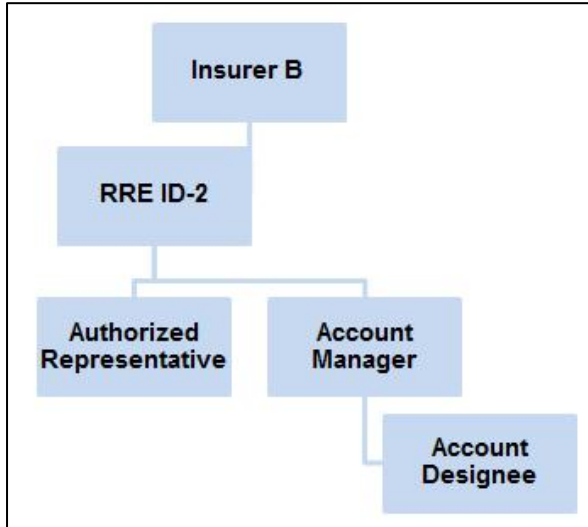 Insurer B
RRE ID-2
Authorized
Representative
Account
Manager
Account
Designee